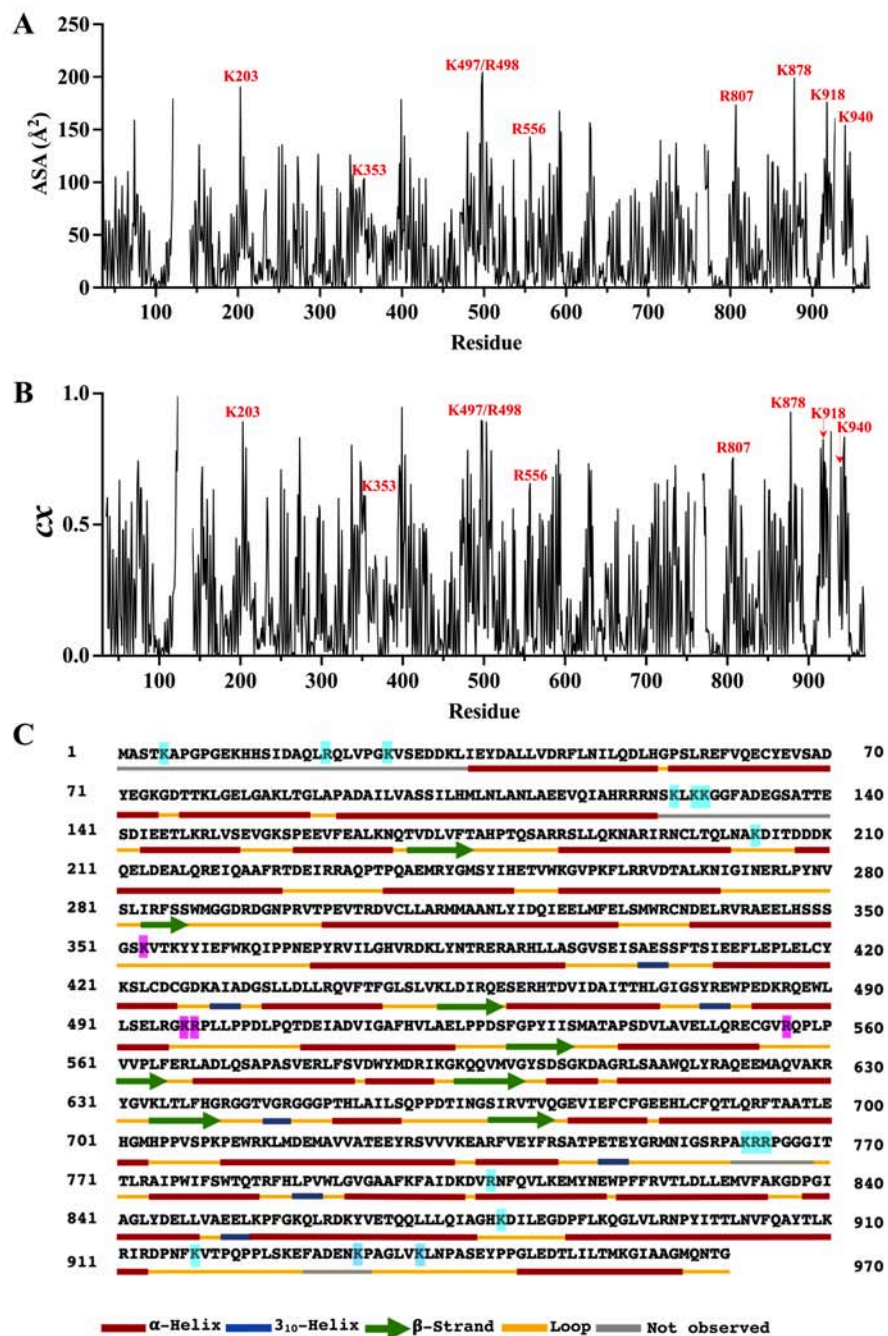 A
250
200
150
100
50
0
ASA (Å²)
K203
K353
K497/R498
R556
R807
K878
K918
K940
100 200 300 400 500 600 700 800 900
Residue
B
1.0
0.5
0.0
cx
K203
K353
K497/R498
R556
R807
K878
K918
K940
100 200 300 400 500 600 700 800 900
Residue
C
1 MASTKAPGPGEKHHSIDAQLRQLVPGKVSEDDKLIEYDALLVDRFLNILQDLHGPSLREFVQECYEVSAD 70
71 YEGKGDTTKLGELGAKLTGLAPADAILVASSILHMLNLANLAEEVQIAHRRRNSKLKKGGFADEGSATTE 140
141 SDIEETLKRLVSEVGKSPEEVFEALKNQTVDLVFTAHPTQSARRSLLQKNARIRNCLTQLNAKDITDDDK 210
211 QELDEALQREIQAAFRTDEIRRAQPTPQAEMRYGMSYIHETVWKGVPKFLRRVDTALKNIGINERLPYNV 280
281 SLIRFSSWMGGDRDGNPRVTPEVTRDVCLLARMMAANLYIDQIEELMFELSMWRCNDELRVRAEELHSSS 350
351 GSKVTKYYIEFWKQIPPNEPYRVILGHVRDKLYNTRERARHLLASGVSEISAESSFTSIEEFLEPLELCY 420
421 KSLCDCGDKAIADGSLLDLLRQVFTFGLSLVKLDIRQESERHTDVIDAITTHLGIGSYREWPEDKRQEWL 490
491 LSELRGKRPLLPPDLPQTDEIADVIGAFHVLAELPPDSFGPYIISMATAPSDVLAVELLQRECGVRQPLP 560
561 VVPLFERLADLQSAPASVERLFSVDWYMDRIKGKQQVMVGYSDSGKDAGRLSAAWQLYRAQEEMAQVAKR 630
631 YGVKLTLFHGRGGTVGRGGGPTHLAILSQPPDTINGSIRVTVQGEVIEFCFGEEHLCFQTLQRFTAATLE 700
701 HGMHPPVSPKPEWRKLMDEMAVVATEEYRSVVVKEARFVEYFRSATPETEYGRMNIGSRPAKRRPGGGIT 770
771 TLRAIPWIFSWTQTRFHLPVWLGVGAAFKFAIDKDVRNFQVLKEMYNEWPFFRVTLDLLEMVFAKGDPGI 840
841 AGLYDELLVAEELKPFGKQLRDKYVETQQLLLQIAGHKDILEGDPFLKQGLVLRNPYITTLNVFQAYTLK 910
911 RIRDPNFKVTPQPPLSKEFADENKPAGLVKLNPASEYPPGLEDTLILTMKGIAAGMQNTG 970
α-Helix 3₁₀-Helix β-Strand Loop Not observed